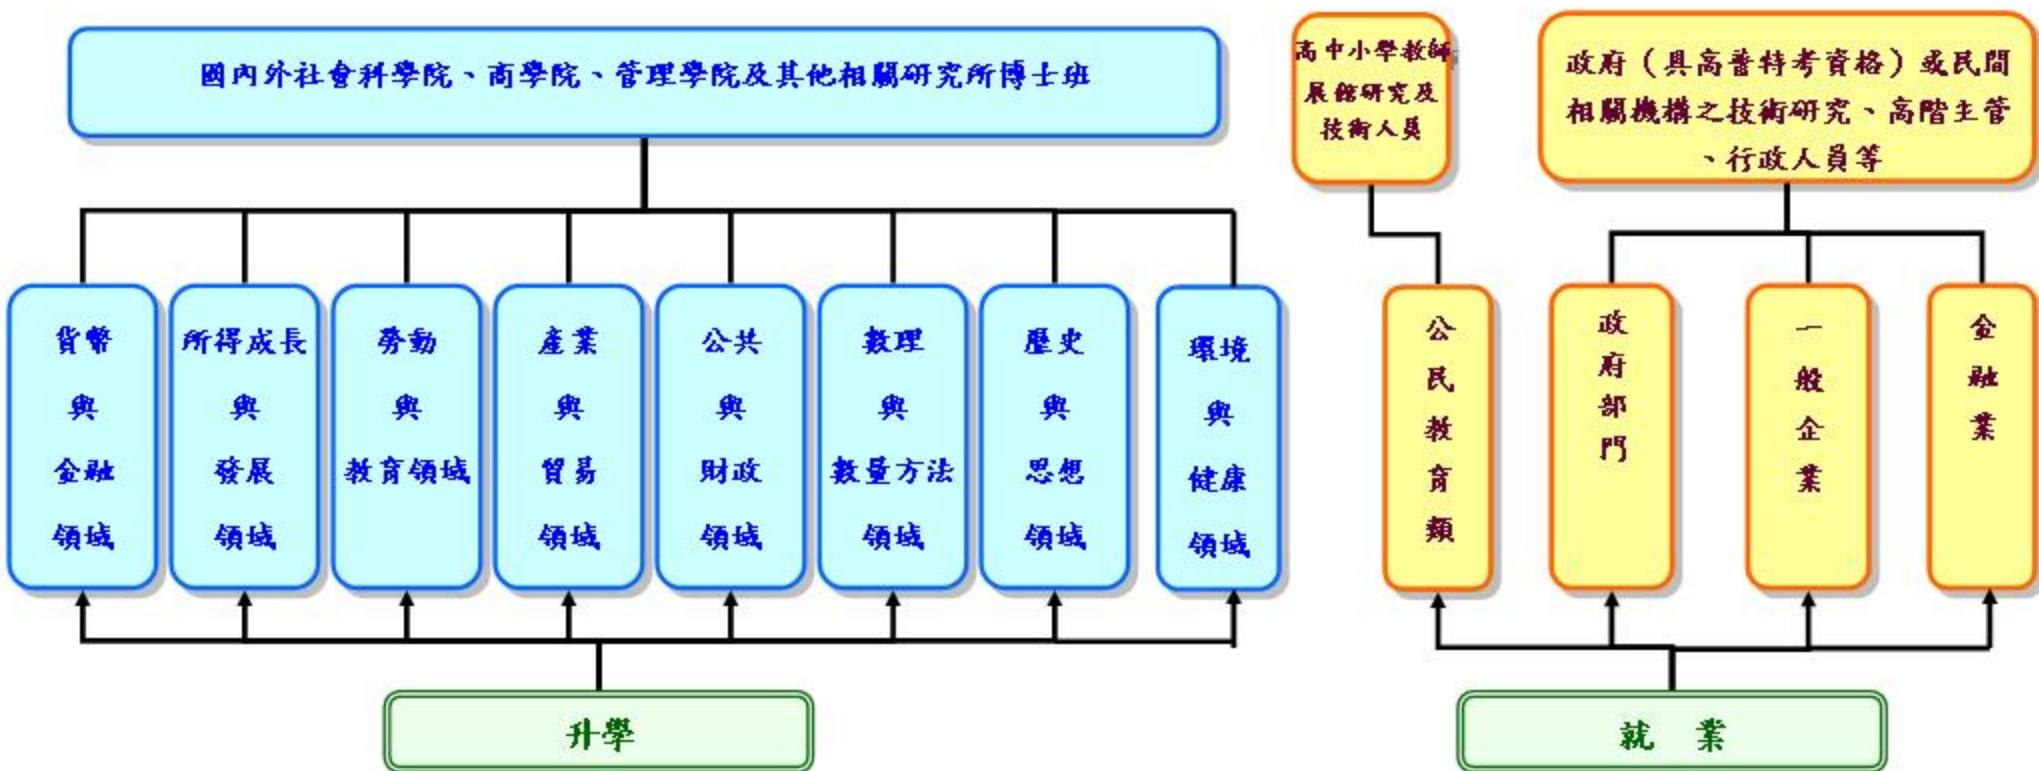 國內外社會科學院、商學院、管理學院及其他相關研究所博士班
高中小學教師
展館研究及
技術人員
政府（具高普特考資格）或民間
相關機構之技術研究、高階主管
、行政人員等
貨幣
與
金融
領域
所得成長
與
發展
領域
勞動
與
教育領域
產業
與
貿易
領域
公共
與
財政
領域
數理
與
數量方法
領域
歷史
與
思想
領域
環境
與
健康
領域
公民教育類
政府部門
一般企業
金融業
升學
就 業